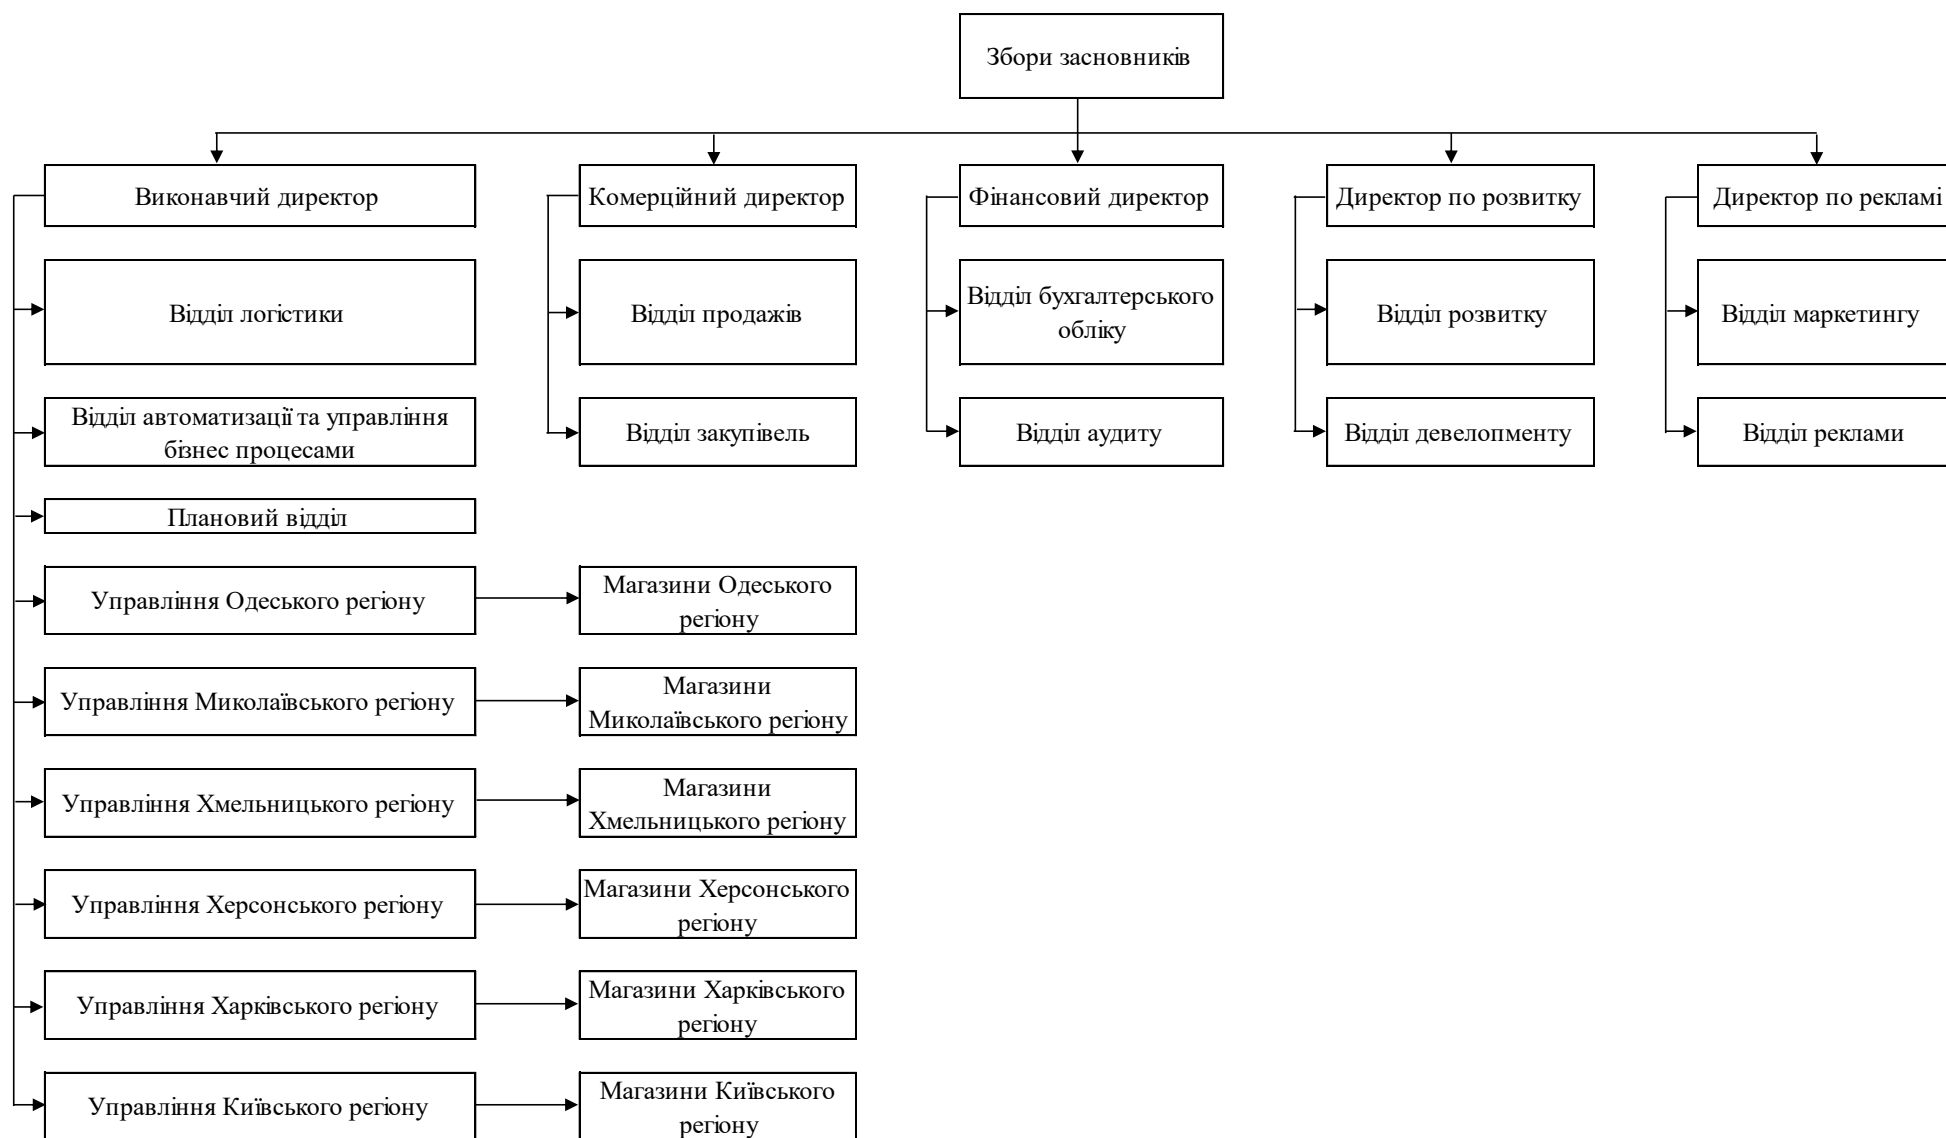 Збори засновників
Виконавчий директор
Комерційний директор
Фінансовий директор
Директор по розвитку
Директор по рекламі
Відділ логістики
Відділ продажів
Відділ бухгалтерського
обліку
Відділ розвитку
Відділ маркетингу
Відділ автоматизації та управління
бізнес процесами
Відділ закупівель
Відділ аудиту
Відділ девелопменту
Відділ реклами
Плановий відділ
Управління Одеського регіону
Магазини Одеського
регіону
Управління Миколаївського регіону
Магазини
Миколаївського регіону
Управління Хмельницького регіону
Магазини
Хмельницького регіону
Управління Херсонського регіону
Магазини Херсонського
регіону
Управління Харківського регіону
Магазини Харківського
регіону
Управління Київського регіону
Магазини Київського
регіону